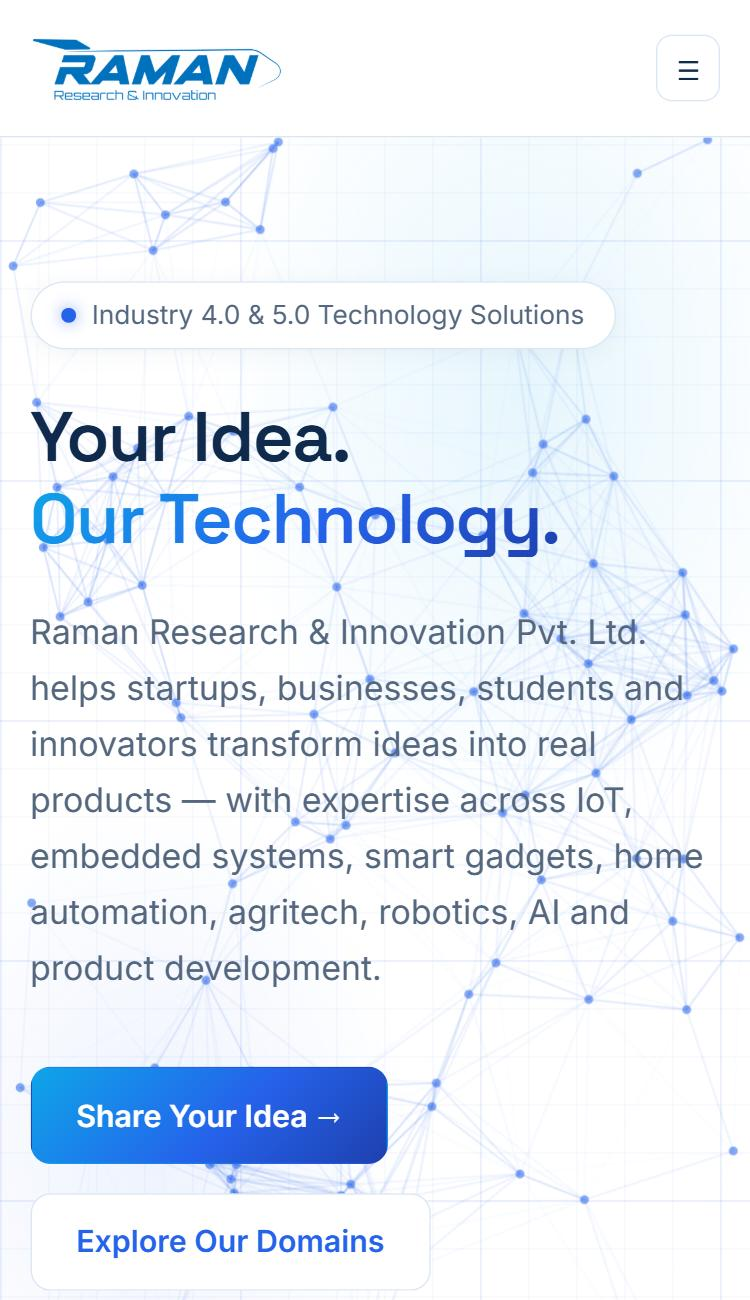 RAMAN
Research & Innovation
☰
Industry 4.0 & 5.0 Technology Solutions
Your Idea.
Our Technology.
Raman Research & Innovation Pvt. Ltd.
helps startups, businesses, students and
innovators transform ideas into real
products — with expertise across IoT,
embedded systems, smart gadgets, home
automation, agritech, robotics, AI and
product development.
Share Your Idea →
Explore Our Domains